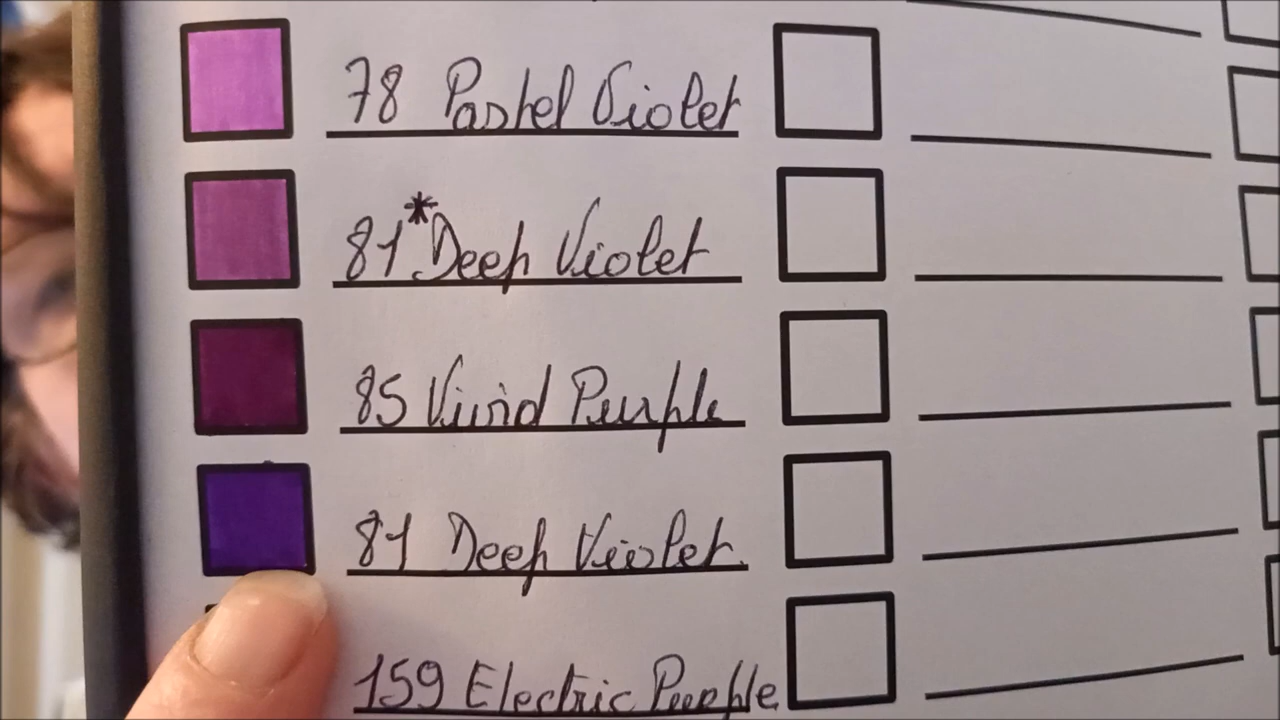 78 Pastel Violet
81* Deep Violet
85 Vivid Purple
81 Deep Violet
159 Electric Purple